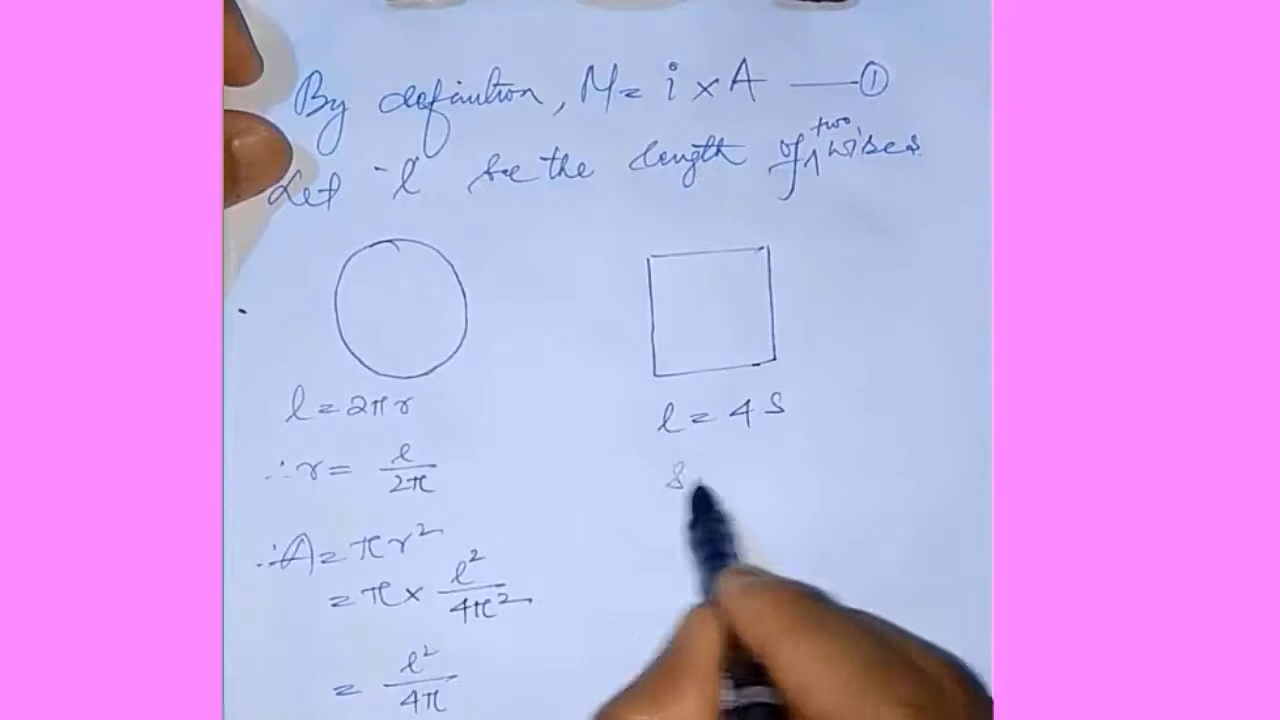 By definition, M = i × A —— ①
Let 'l' be the length of two wires.
l = 2πr
∴ r = l/2π
∴ A = πr²
= π × l²/4π²
= l²/4π
l = 4s
s